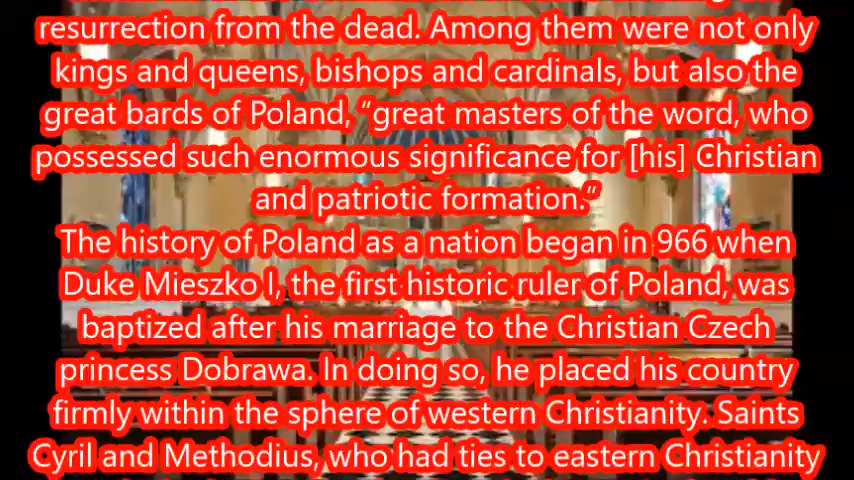 resurrection from the dead. Among them were not only
kings and queens, bishops and cardinals, but also the
great bards of Poland, “great masters of the word, who
possessed such enormous significance for [his] Christian
and patriotic formation.”
The history of Poland as a nation began in 966 when
Duke Mieszko I, the first historic ruler of Poland, was
baptized after his marriage to the Christian Czech
princess Dobrawa. In doing so, he placed his country
firmly within the sphere of western Christianity. Saints
Cyril and Methodius, who had ties to eastern Christianity